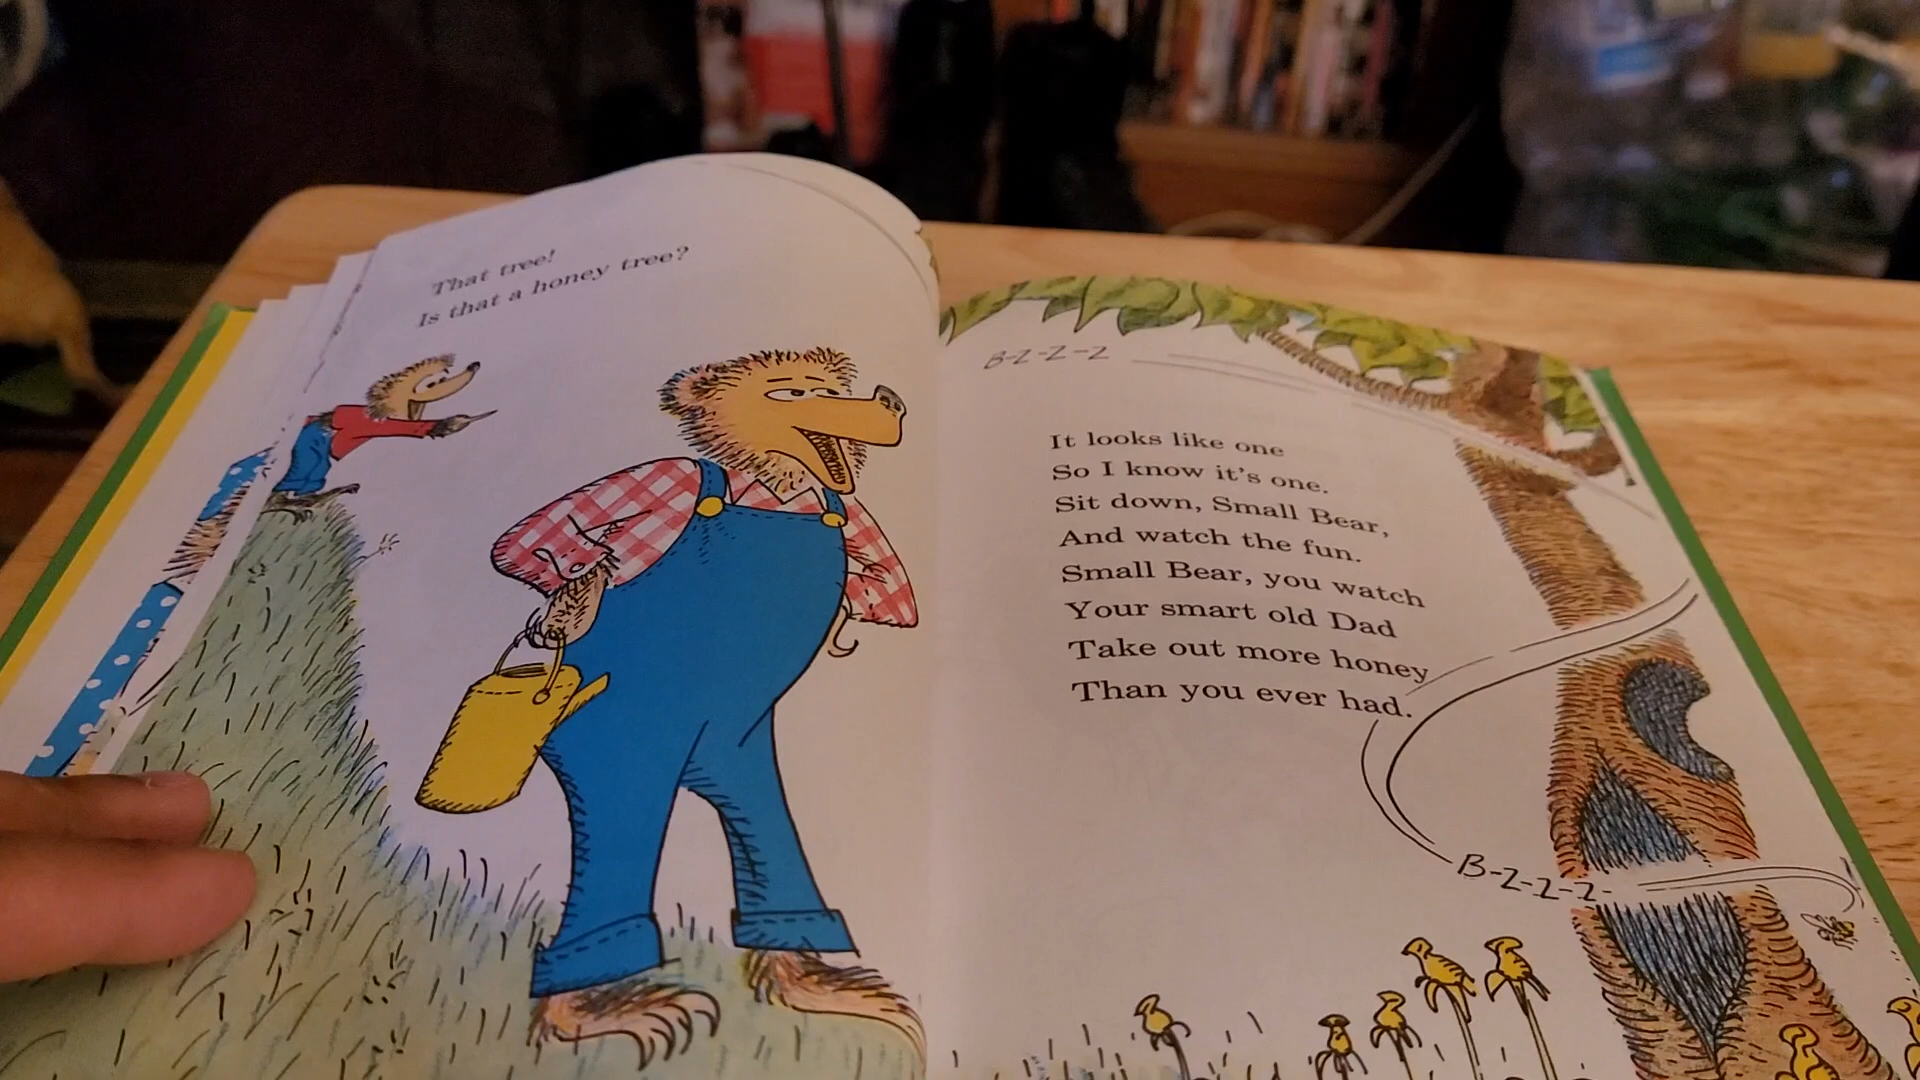 That tree!
Is that a honey tree?
B-Z-Z-Z
It looks like one
So I know it's one.
Sit down, Small Bear,
And watch the fun.
Small Bear, you watch
Your smart old Dad
Take out more honey
Than you ever had.
B-Z-Z-Z-